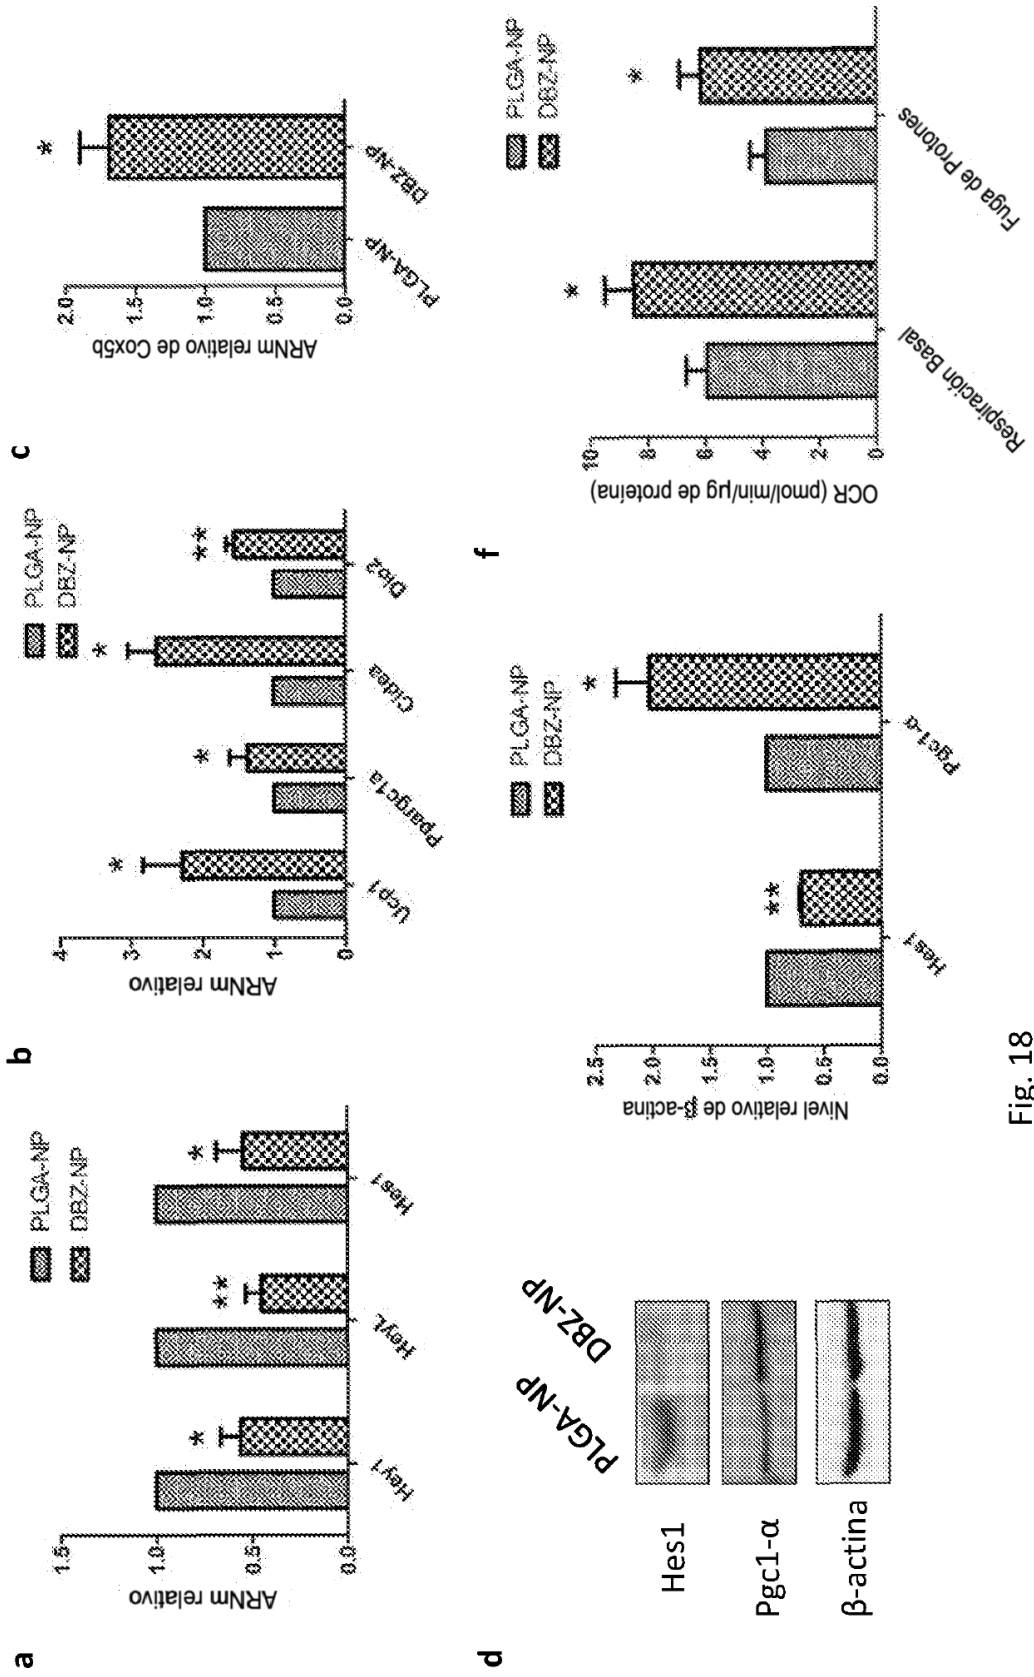 a
ARNm relativo
1.5
1.0
0.5
0.0
PLGA-NP
DBZ-NP
*
**
*
Hey1
HeyL
Hes1
b
ARNm relativo
4
3
2
1
0
PLGA-NP
DBZ-NP
*
*
*
**
Ucp1
Ppargc1a
Cidea
Dio2
c
ARNm relativo de Cox5b
2.0
1.5
1.0
0.5
0.0
*
PLGA-NP
DBZ-NP
d
PLGA-NP
DBZ-NP
Hes1
Pgc1-α
β-actina
Nivel relativo de β-actina
2.5
2.0
1.5
1.0
0.5
0.0
PLGA-NP
DBZ-NP
**
*
Hes1
Pgc1-α
f
OCR (pmol/min/µg de proteína)
10
8
6
4
2
0
PLGA-NP
DBZ-NP
*
*
Respiración Basal
Fuga de Protones
Fig. 18